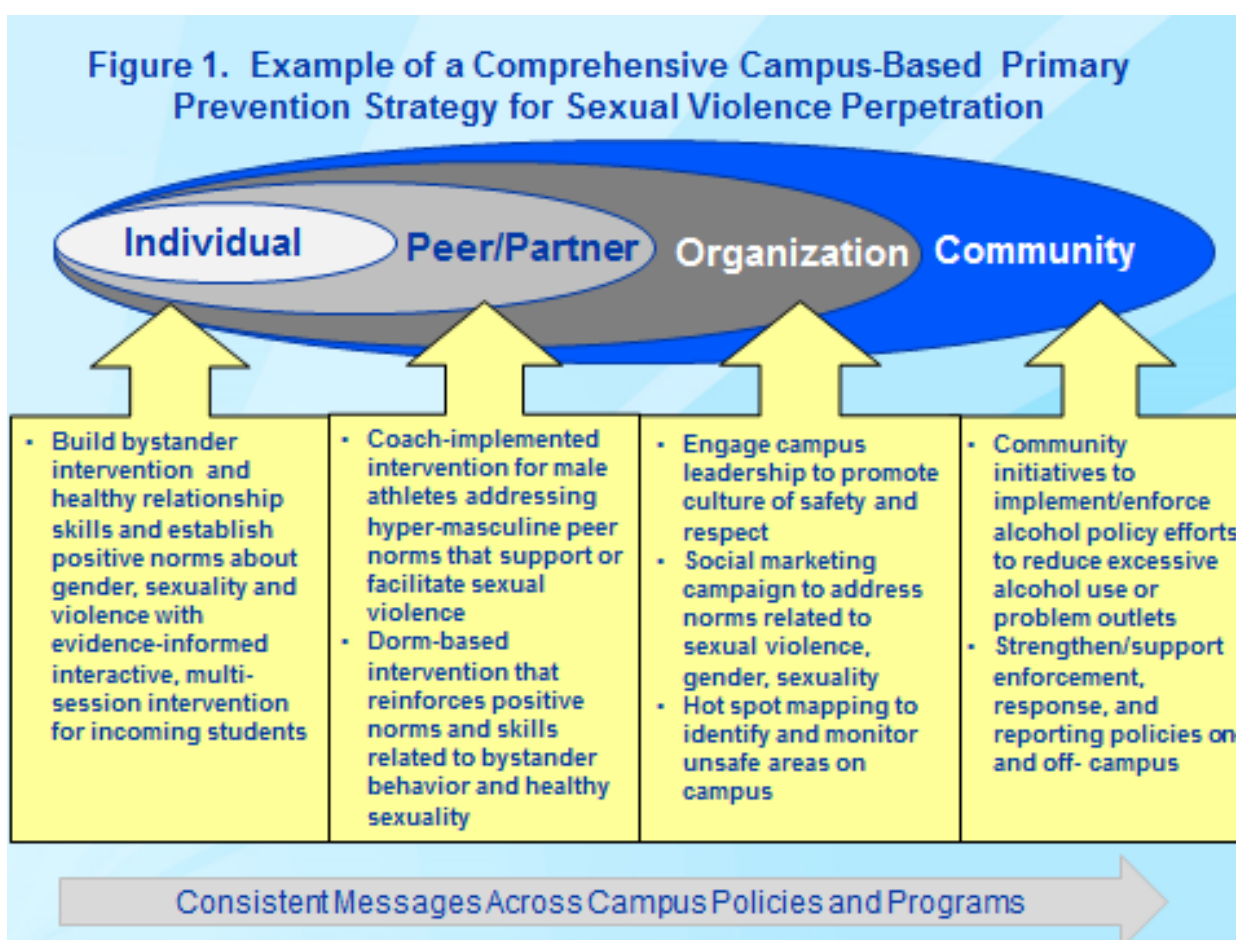 Figure 1. Example of a Comprehensive Campus-Based Primary
Prevention Strategy for Sexual Violence Perpetration
Individual
Peer/Partner
Organization
Community
▪ Build bystander
intervention and
healthy relationship
skills and establish
positive norms about
gender, sexuality and
violence with
evidence-informed
interactive, multi-
session intervention
for incoming students
▪ Coach-implemented
intervention for male
athletes addressing
hyper-masculine peer
norms that support or
facilitate sexual
violence
▪ Dorm-based
intervention that
reinforces positive
norms and skills
related to bystander
behavior and healthy
sexuality
▪ Engage campus
leadership to promote
culture of safety and
respect
▪ Social marketing
campaign to address
norms related to
sexual violence,
gender, sexuality
▪ Hot spot mapping to
identify and monitor
unsafe areas on
campus
▪ Community
initiatives to
implement/enforce
alcohol policy efforts
to reduce excessive
alcohol use or
problem outlets
▪ Strengthen/support
enforcement,
response, and
reporting policies on
and off- campus
Consistent Messages Across Campus Policies and Programs